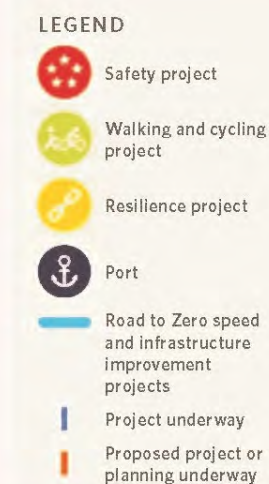 LEGEND
Safety project
Walking and cycling
project
Resilience project
Port
Road to Zero speed
and infrastructure
improvement
projects
Project underway
Proposed project or
planning underway